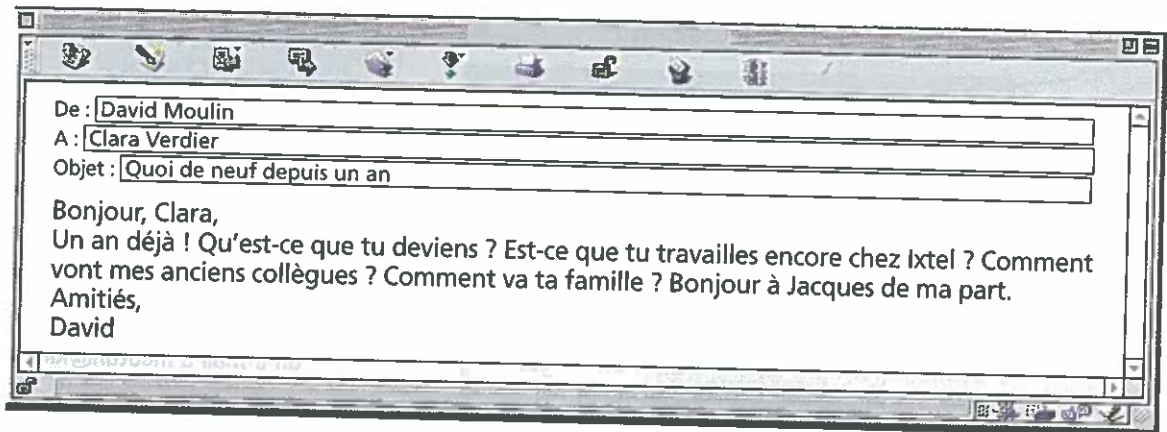 De : David Moulin
A : Clara Verdier
Objet : Quoi de neuf depuis un an
Bonjour, Clara,
Un an déjà ! Qu'est-ce que tu deviens ? Est-ce que tu travailles encore chez Ixtel ? Comment
vont mes anciens collègues ? Comment va ta famille ? Bonjour à Jacques de ma part.
Amitiés,
David